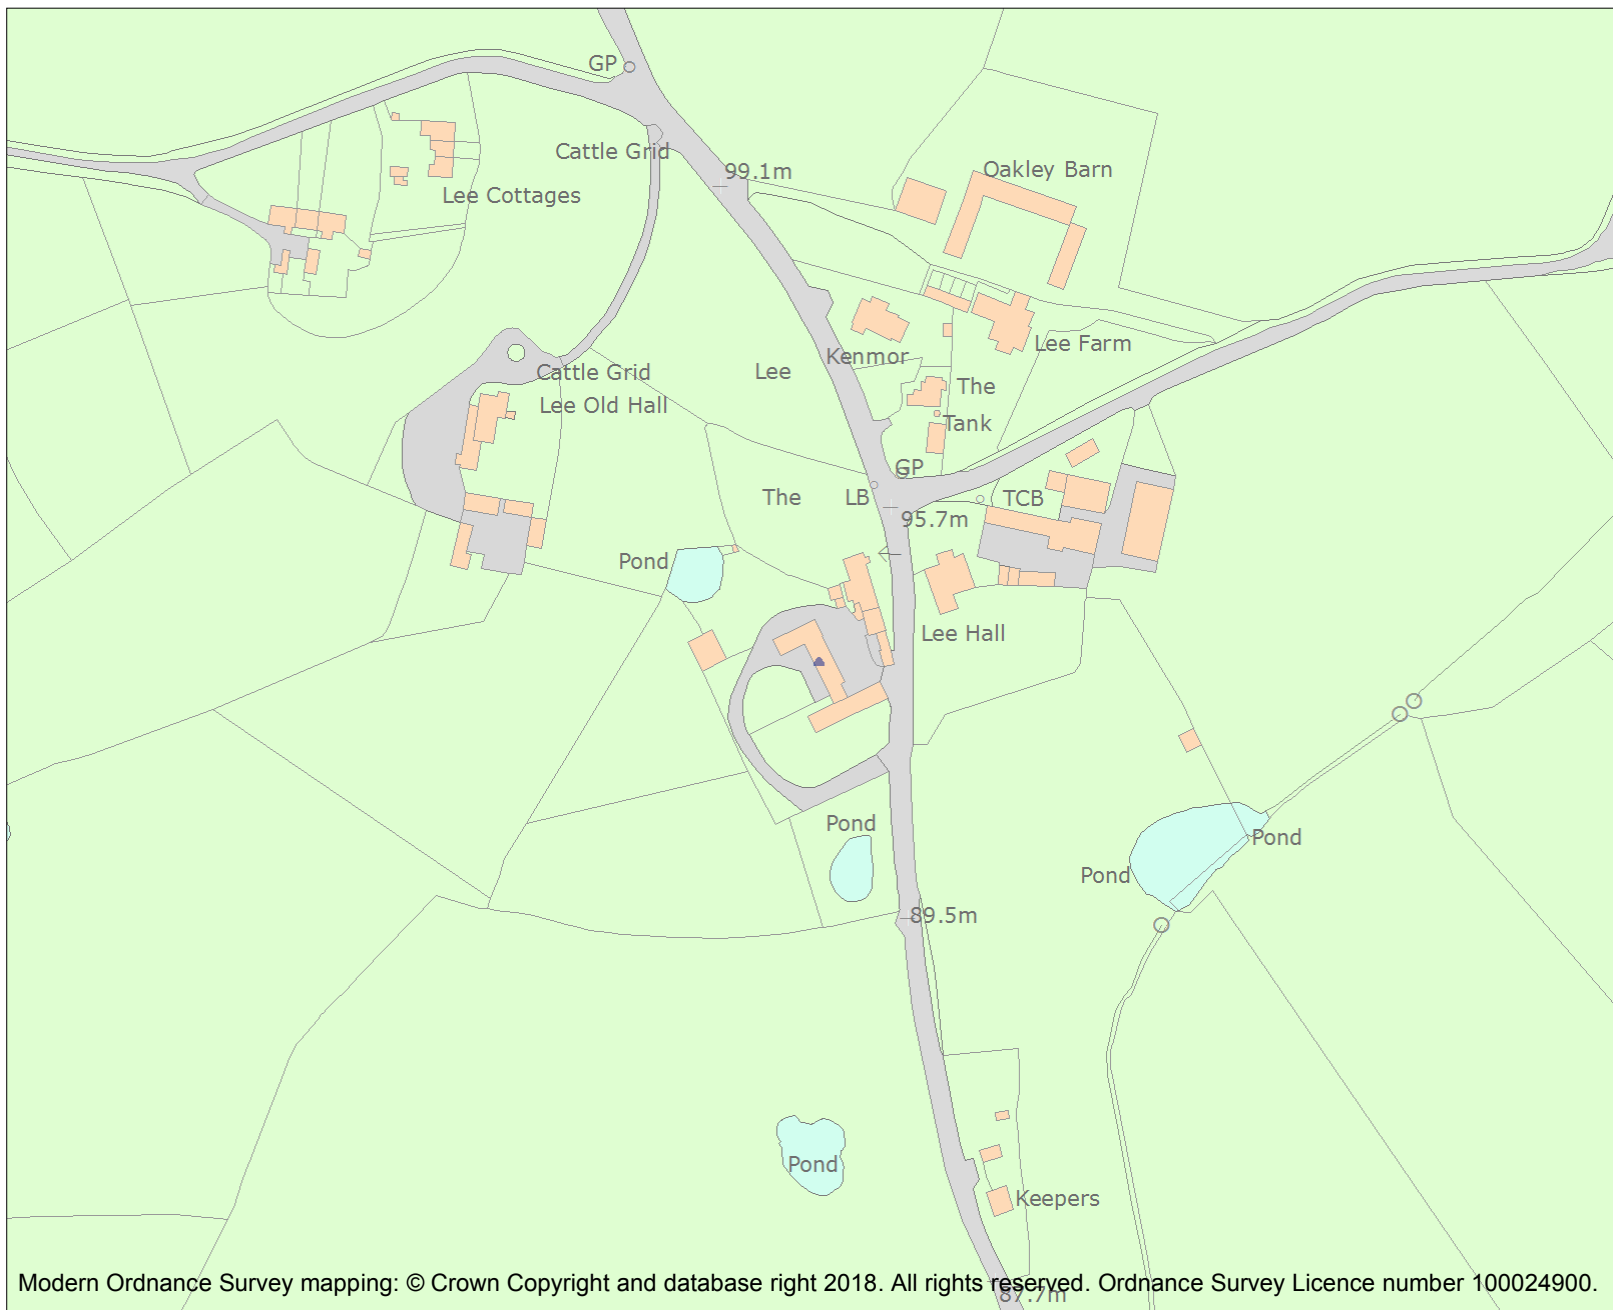 GP
Cattle Grid
99.1m
Oakley Barn
Lee Cottages
Kenmor
Lee Farm
Cattle Grid
Lee
The
Lee Old Hall
Tank
GP
The
LB
TCB
95.7m
Pond
Lee Hall
Pond
Pond
Pond
89.5m
Pond
Keepers
Modern Ordnance Survey mapping: © Crown Copyright and database right 2018. All rights reserved. Ordnance Survey Licence number 100024900.
87.7m